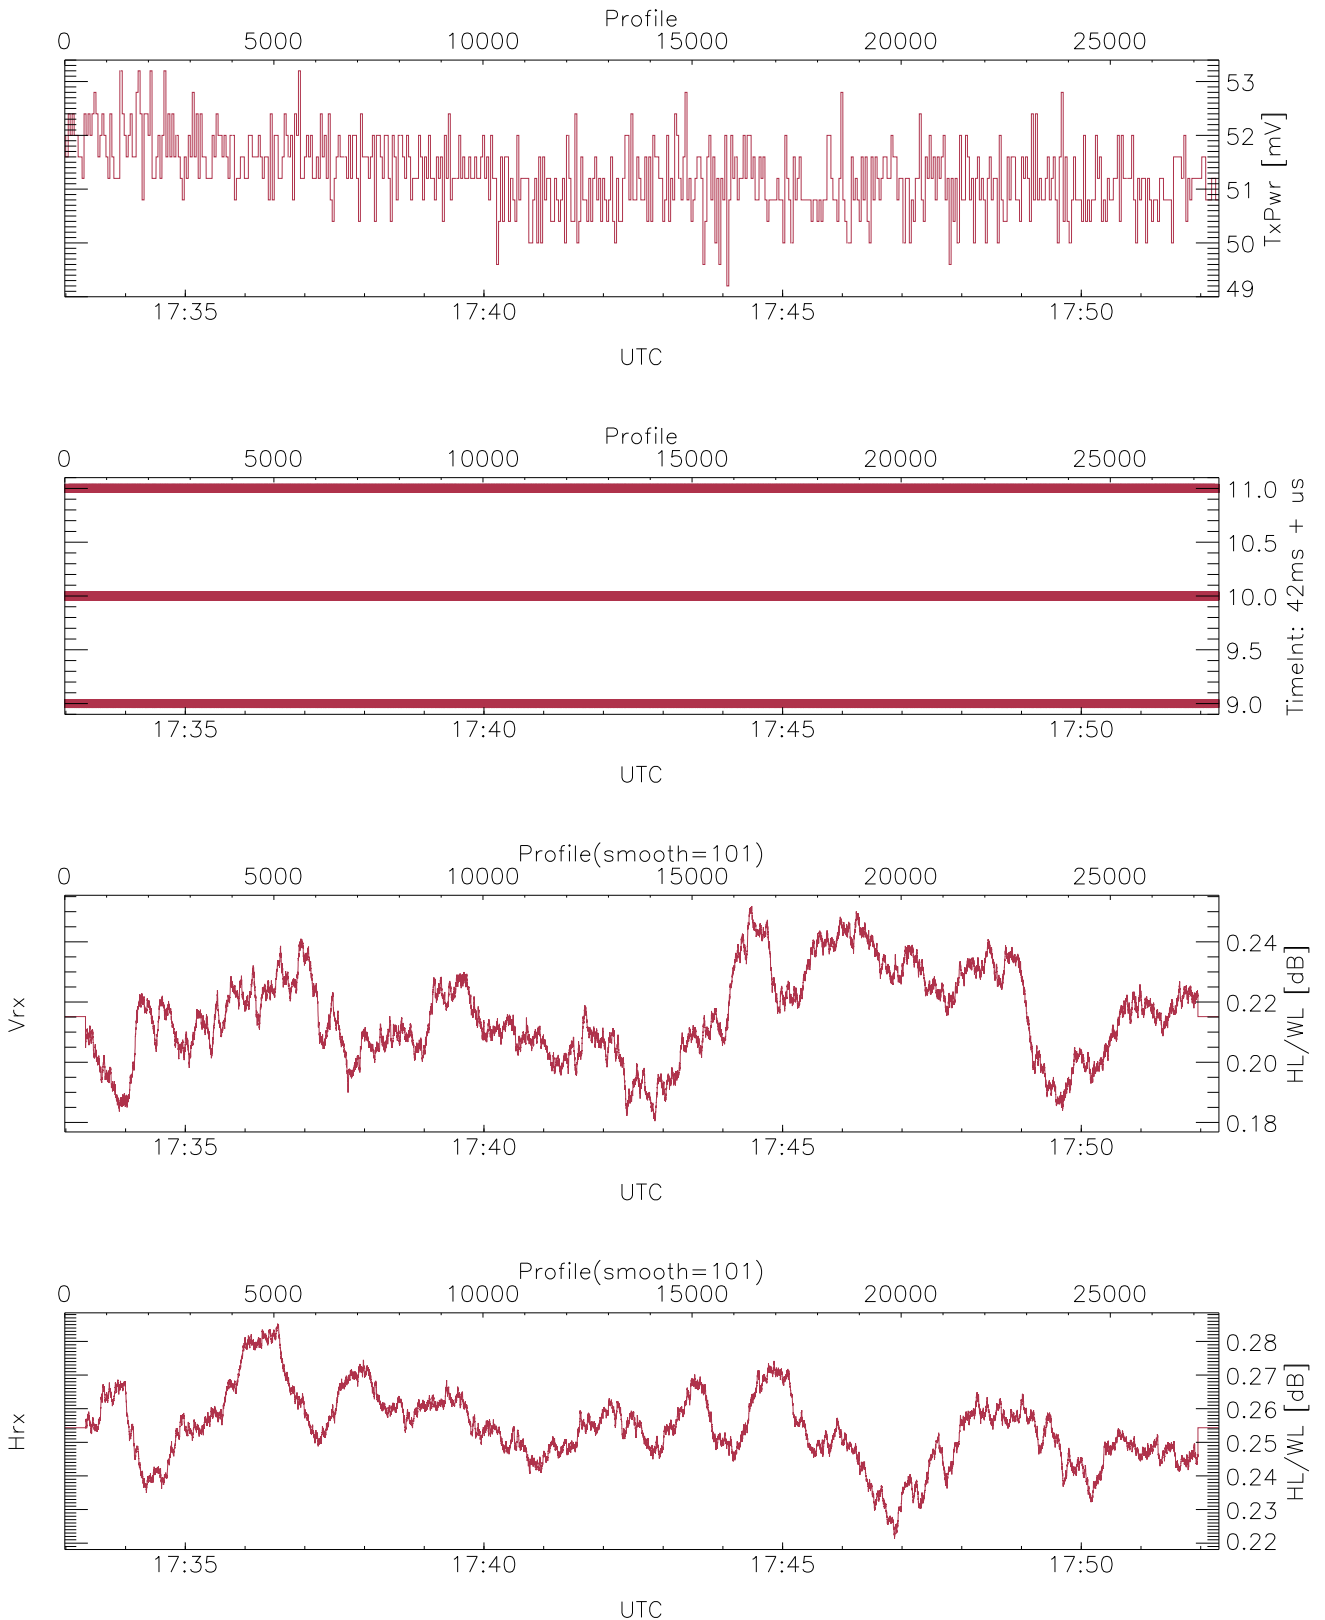 Profile
0 5000 10000 15000 20000 25000
53
52
51
50
49
TxPwr [mV]
17:35 17:40 17:45 17:50
UTC
Profile
0 5000 10000 15000 20000 25000
11.0
10.5
10.0
9.5
9.0
TimeInt: 42ms + us
17:35 17:40 17:45 17:50
UTC
Profile(smooth=101)
0 5000 10000 15000 20000 25000
Vrx
0.24
0.22
0.20
0.18
HL/WL [dB]
17:35 17:40 17:45 17:50
UTC
Profile(smooth=101)
0 5000 10000 15000 20000 25000
Hrx
0.28
0.27
0.26
0.25
0.24
0.23
0.22
HL/WL [dB]
17:35 17:40 17:45 17:50
UTC